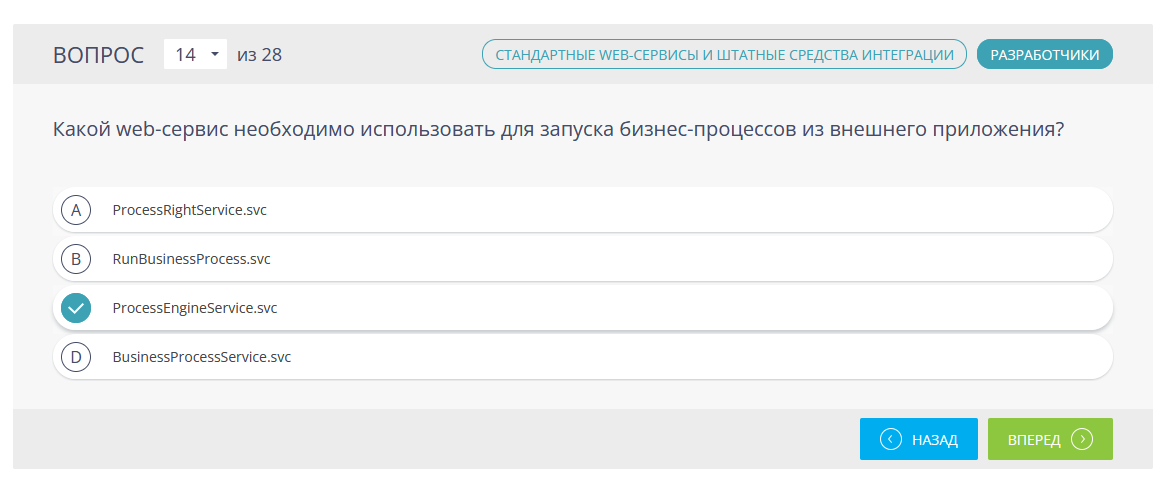 ВОПРОС 14 из 28 СТАНДАРТНЫЕ WEB-СЕРВИСЫ И ШТАТНЫЕ СРЕДСТВА ИНТЕГРАЦИИ РАЗРАБОТЧИКИ
Какой web-сервис необходимо использовать для запуска бизнес-процессов из внешнего приложения?
A ProcessRightService.svc
B RunBusinessProcess.svc
ProcessEngineService.svc
D BusinessProcessService.svc
НАЗАД ВПЕРЕД